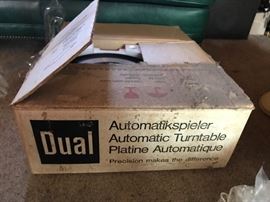 Dual
Automatikspieler
Automatic Turntable
Platine Automatique
Precision makes the difference